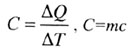 C = ΔQ / ΔT , C=mc